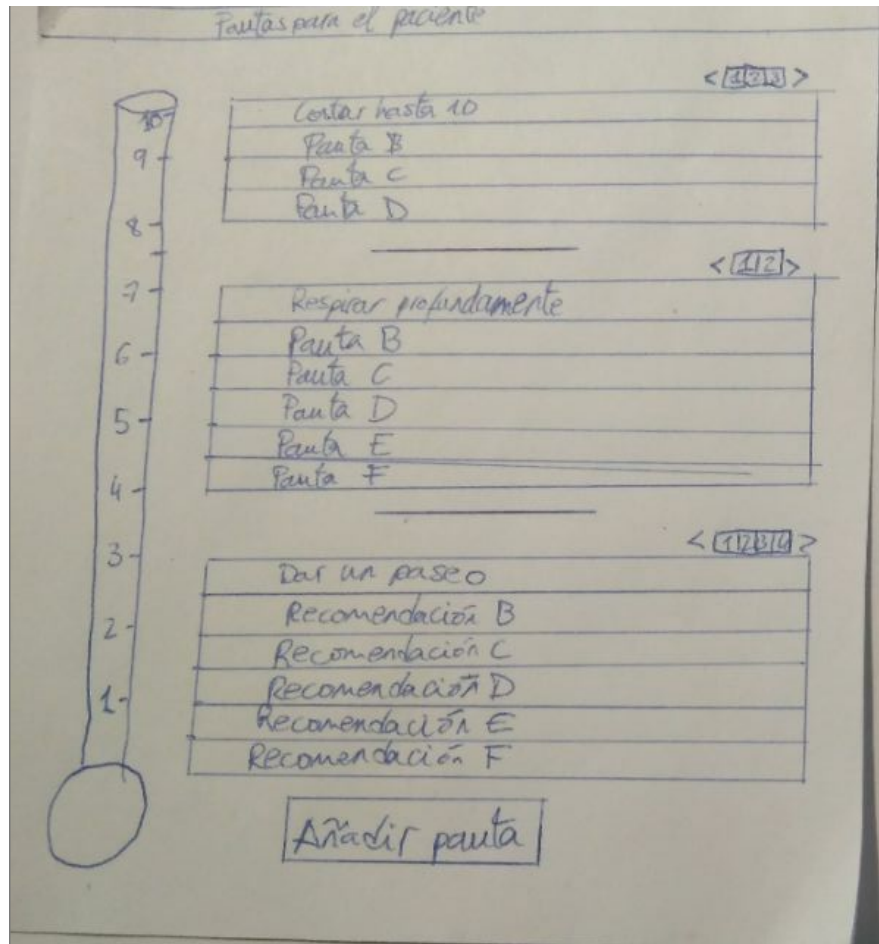 Pautas para el paciente
< 1 2 3 >
Contar hasta 10
Pauta B
Pauta C
Pauta D
< 1 2 >
Respirar profundamente
Pauta B
Pauta C
Pauta D
Pauta E
Pauta F
< 1 2 3 4 >
Dar un paseo
Recomendación B
Recomendación C
Recomendación D
Recomendación E
Recomendación F
Añadir pauta
10
9
8
7
6
5
4
3
2
1